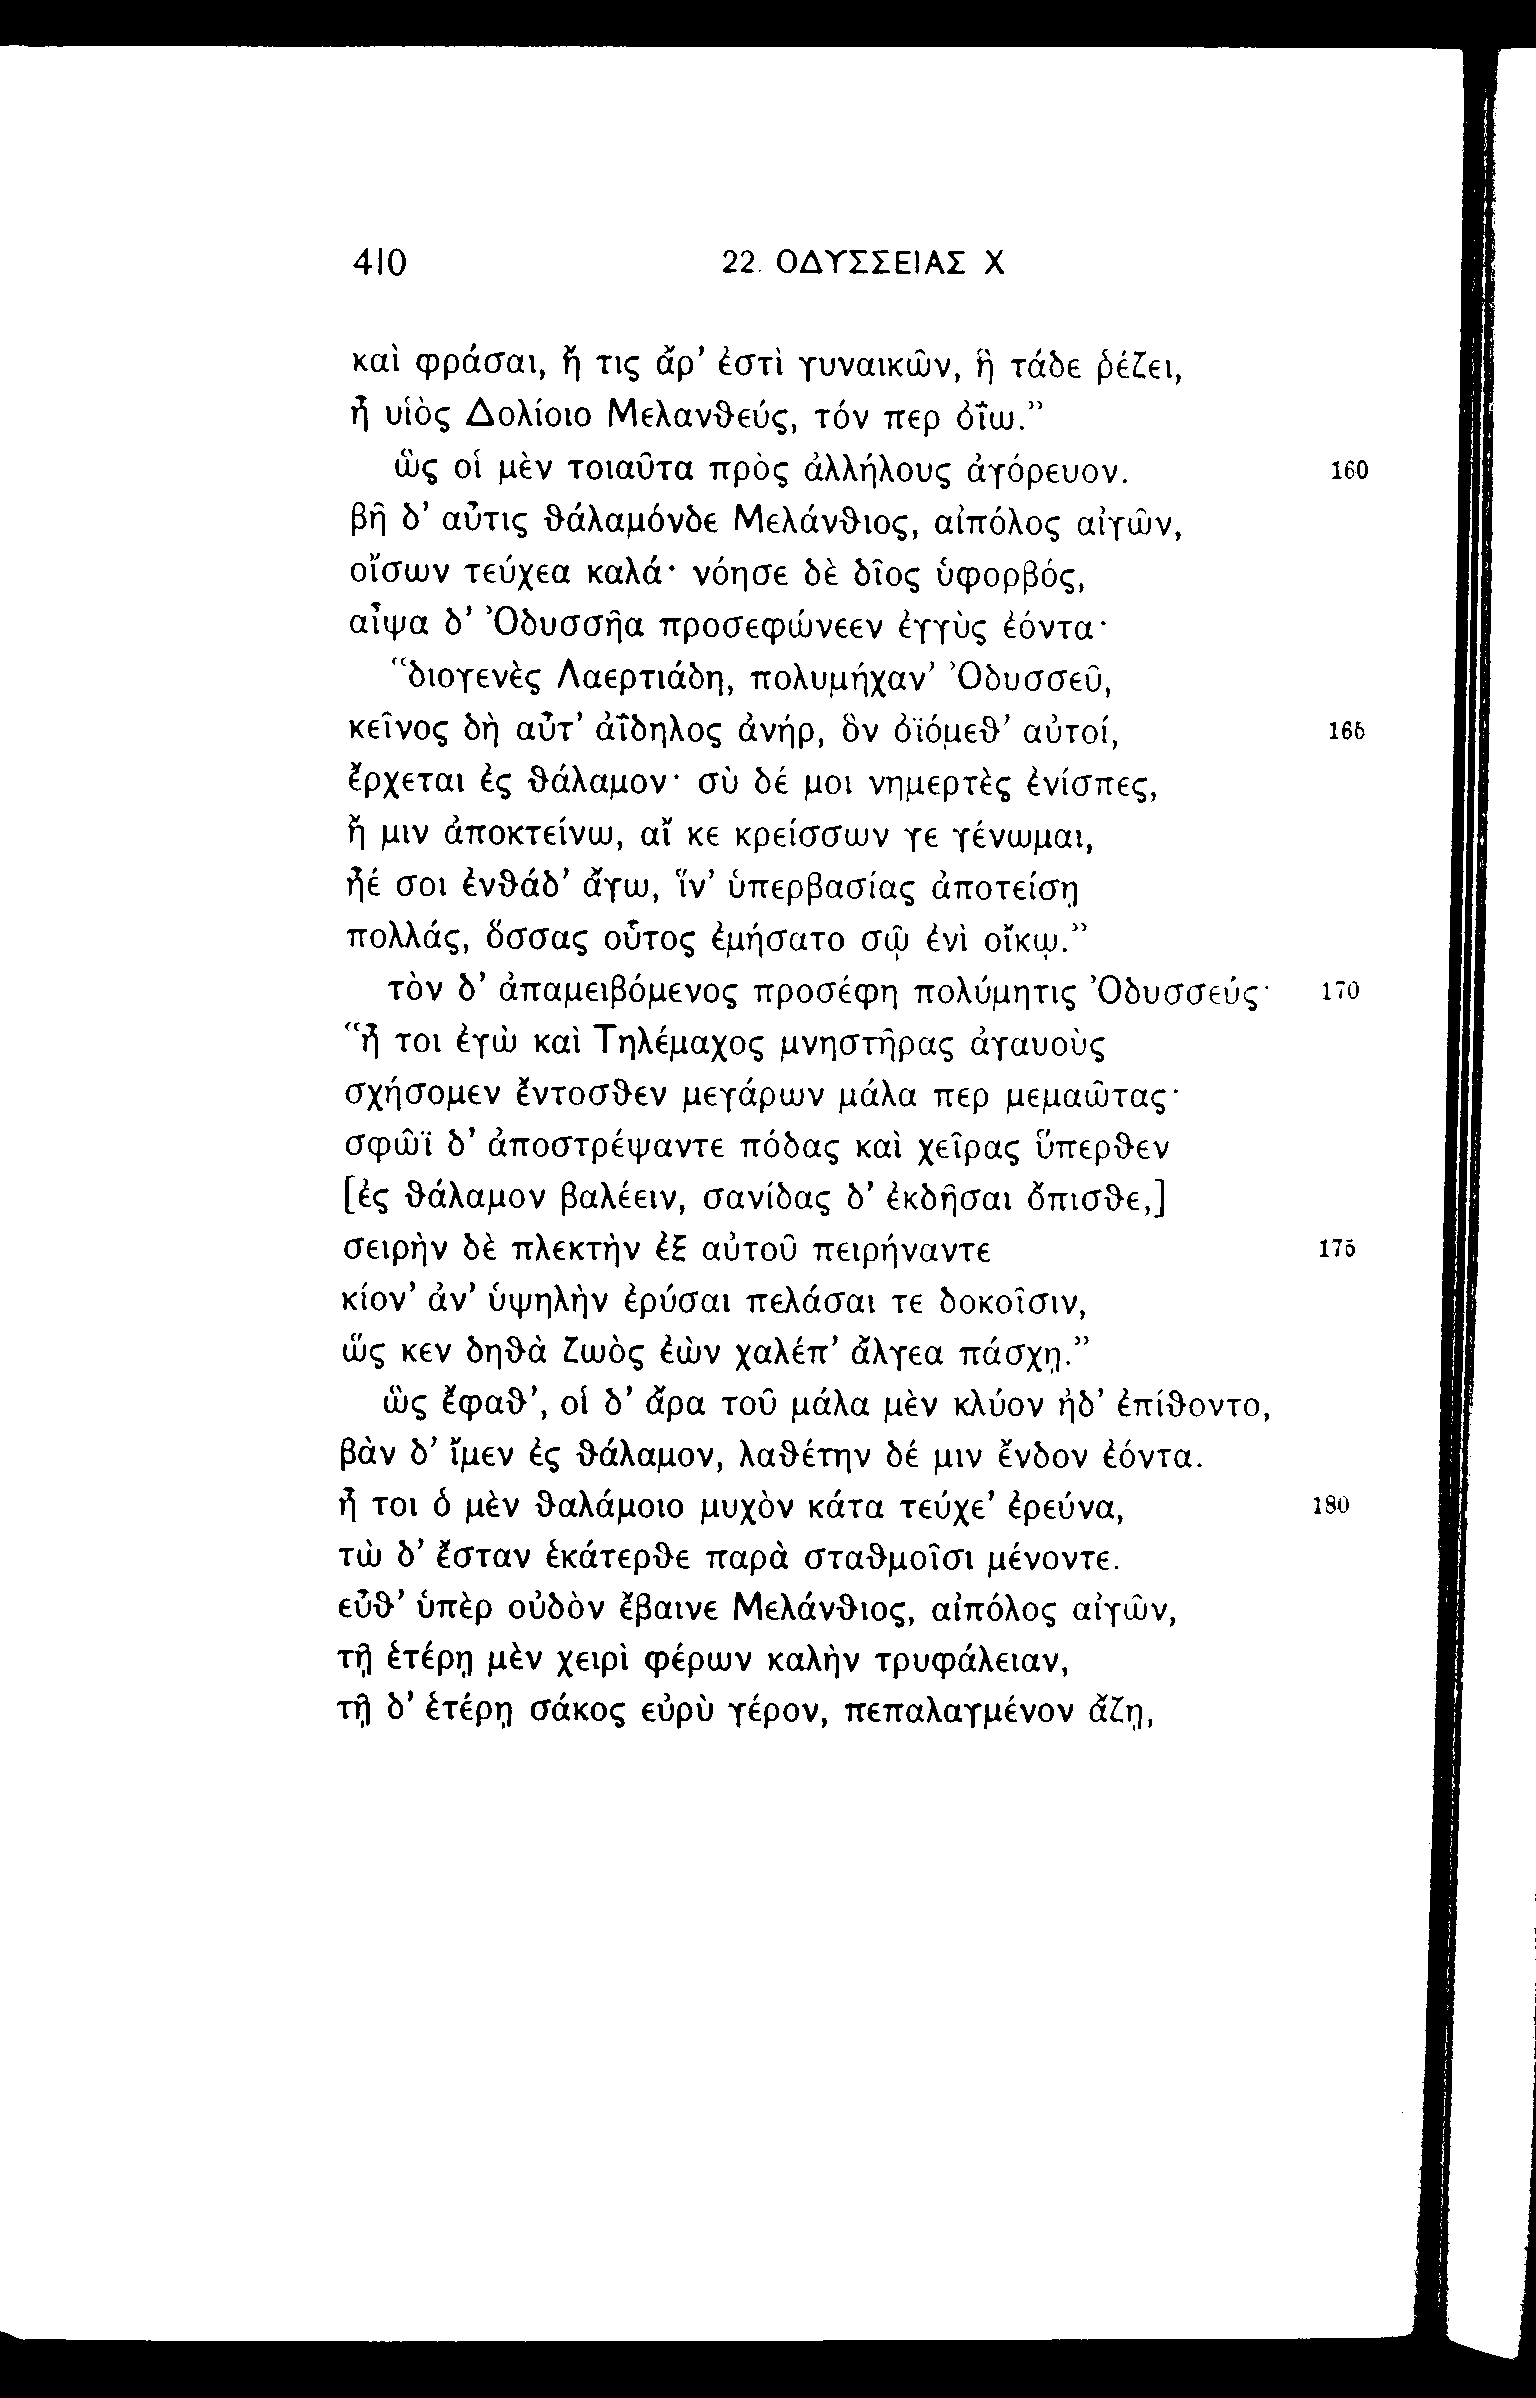 410 22. ΟΔΥΣΣΕΙΑΣ Χ
καὶ φράσαι, ἤ τις ἄρ’ ἐστὶ γυναικῶν, ἣ τάδε ῥέζει,
ἦ υἱὸς Δολίοιο Μελανϑεύς, τόν περ ὀΐω.”
ὣς οἱ μὲν τοιαῦτα πρὸς ἀλλήλους ἀγόρευον. 160
βῆ δ’ αὖτις ϑάλαμόνδε Μελάνϑιος, αἰπόλος αἰγῶν,
οἴσων τεύχεα καλά· νόησε δὲ δῖος ὑφορβός,
αἶψα δ’ Ὀδυσσῆα προσεφώνεεν ἐγγὺς ἐόντα·
“διογενὲς Λαερτιάδη, πολυμήχαν’ Ὀδυσσεῦ,
κεῖνος δὴ αὖτ’ ἀΐδηλος ἀνήρ, ὃν ὀϊόμεϑ’ αὐτοί, 165
ἔρχεται ἐς ϑάλαμον· σὺ δέ μοι νημερτὲς ἐνίσπες,
ἤ μιν ἀποκτείνω, αἴ κε κρείσσων γε γένωμαι,
ἦέ σοι ἐνϑάδ’ ἄγω, ἵν’ ὑπερβασίας ἀποτείσῃ
πολλάς, ὅσσας οὗτος ἐμήσατο σῷ ἐνὶ οἴκῳ.”
τὸν δ’ ἀπαμειβόμενος προσέφη πολύμητις Ὀδυσσεύς· 170
“ἦ τοι ἐγὼ καὶ Τηλέμαχος μνηστῆρας ἀγαυοὺς
σχήσομεν ἔντοσϑεν μεγάρων μάλα περ μεμαῶτας·
σφῶϊ δ’ ἀποστρέψαντε πόδας καὶ χεῖρας ὕπερϑεν
[ἐς ϑάλαμον βαλέειν, σανίδας δ’ ἐκδῆσαι ὄπισϑε,]
σειρὴν δὲ πλεκτὴν ἐξ αὐτοῦ πειρήναντε 175
κίον’ ἀν’ ὑψηλὴν ἐρύσαι πελάσαι τε δοκοῖσιν,
ὥς κεν δηϑὰ ζωὸς ἐὼν χαλέπ’ ἄλγεα πάσχῃ.”
ὣς ἔφαϑ’, οἱ δ’ ἄρα τοῦ μάλα μὲν κλύον ἠδ’ ἐπίϑοντο,
βὰν δ’ ἴμεν ἐς ϑάλαμον, λαϑέτην δέ μιν ἔνδον ἐόντα.
ἦ τοι ὁ μὲν ϑαλάμοιο μυχὸν κάτα τεύχε’ ἐρεύνα, 180
τὼ δ’ ἔσταν ἑκάτερϑε παρὰ σταϑμοῖσι μένοντε.
εὖϑ’ ὑπὲρ οὐδὸν ἔβαινε Μελάνϑιος, αἰπόλος αἰγῶν,
τῇ ἑτέρῃ μὲν χειρὶ φέρων καλὴν τρυφάλειαν,
τῇ δ’ ἑτέρῃ σάκος εὐρὺ γέρον, πεπαλαγμένον ἄζῃ,